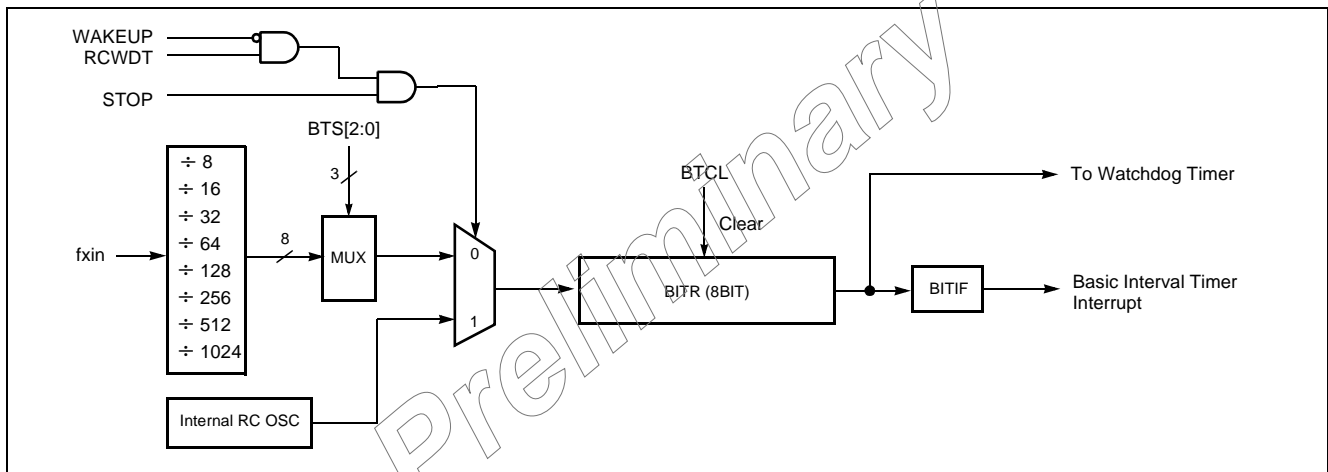 WAKEUP
RCWDT
STOP
BTS[2:0]
3
÷ 8
÷ 16
÷ 32
÷ 64
÷ 128
÷ 256
÷ 512
÷ 1024
fxin
8
MUX
0
1
Internal RC OSC
BTCL
Clear
BITR (8BIT)
To Watchdog Timer
BITIF
Basic Interval Timer
Interrupt
Preliminary